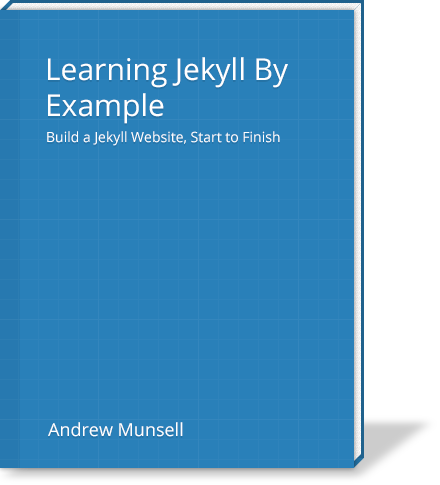 Learning Jekyll By
Example
Build a Jekyll Website, Start to Finish
Andrew Munsell